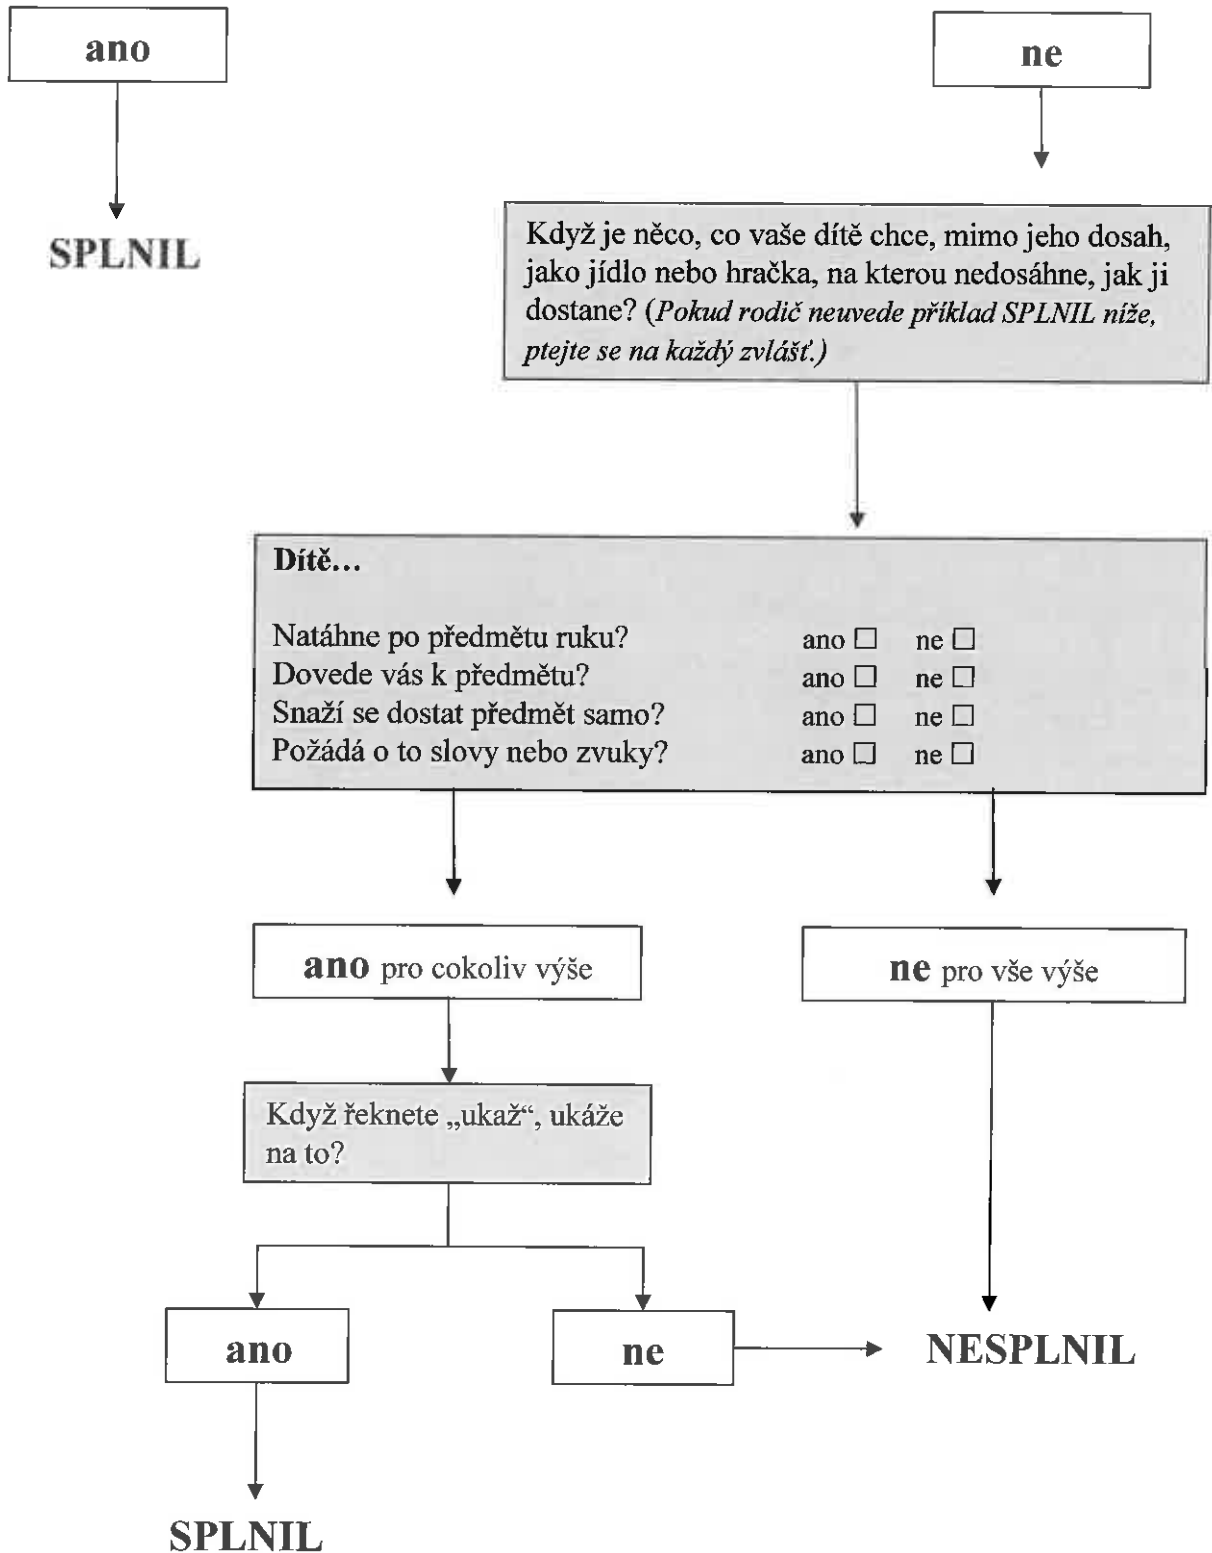 ano
ne
SPLNIL
Když je něco, co vaše dítě chce, mimo jeho dosah,
jako jídlo nebo hračka, na kterou nedosáhne, jak ji
dostane? (Pokud rodič neuvede příklad SPLNIL níže,
ptejte se na každý zvlášť.)
Dítě...
Natáhne po předmětu ruku? ano ☐ ne ☐
Dovede vás k předmětu? ano ☐ ne ☐
Snaží se dostat předmět samo? ano ☐ ne ☐
Požádá o to slovy nebo zvuky? ano ☐ ne ☐
ano pro cokoliv výše
ne pro vše výše
Když řeknete „ukaž“, ukáže
na to?
ano
ne
NESPLNIL
SPLNIL